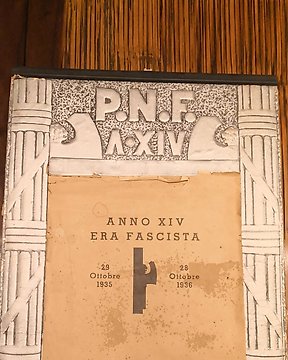 P.N.F.
A·XIV
ANNO XIV
ERA FASCISTA
29 28
Ottobre Ottobre
1935 1936